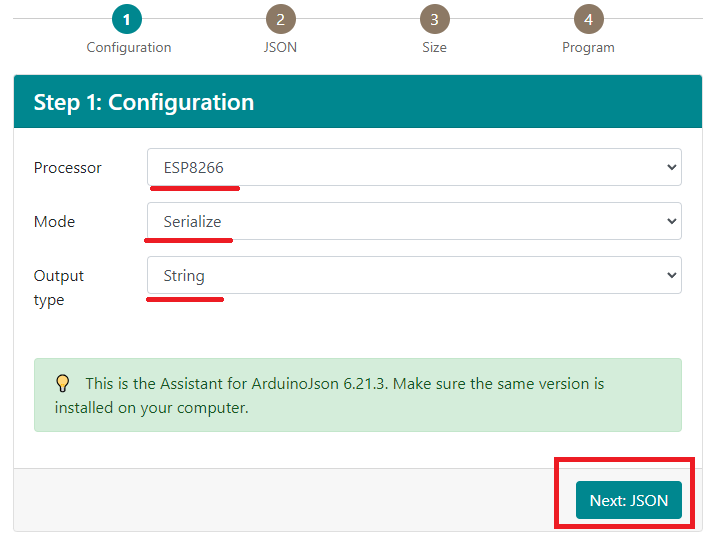 1 2 3 4
Configuration JSON Size Program
Step 1: Configuration
Processor ESP8266
Mode Serialize
Output type String
This is the Assistant for ArduinoJson 6.21.3. Make sure the same version is
installed on your computer.
Next: JSON